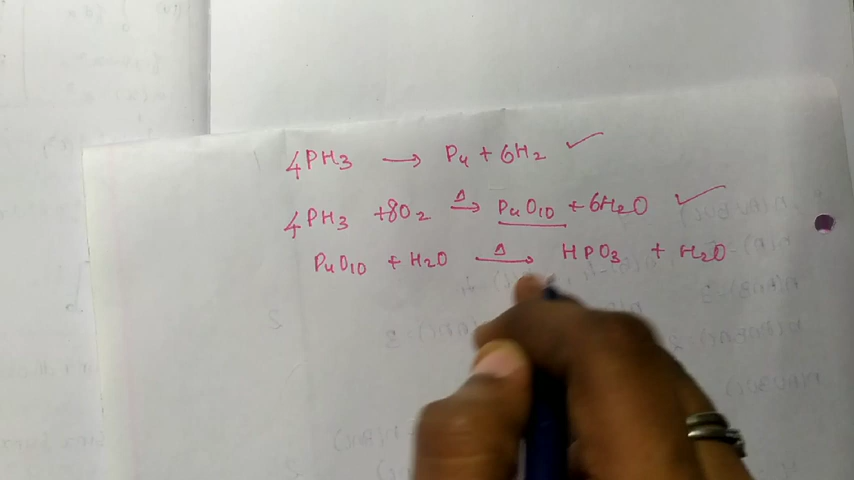 4PH3 → P4 + 6H2 ✓
4PH3 +8O2 →Δ P4O10 + 6H2O ✓
P4O10 + H2O →Δ HPO3 + H2O